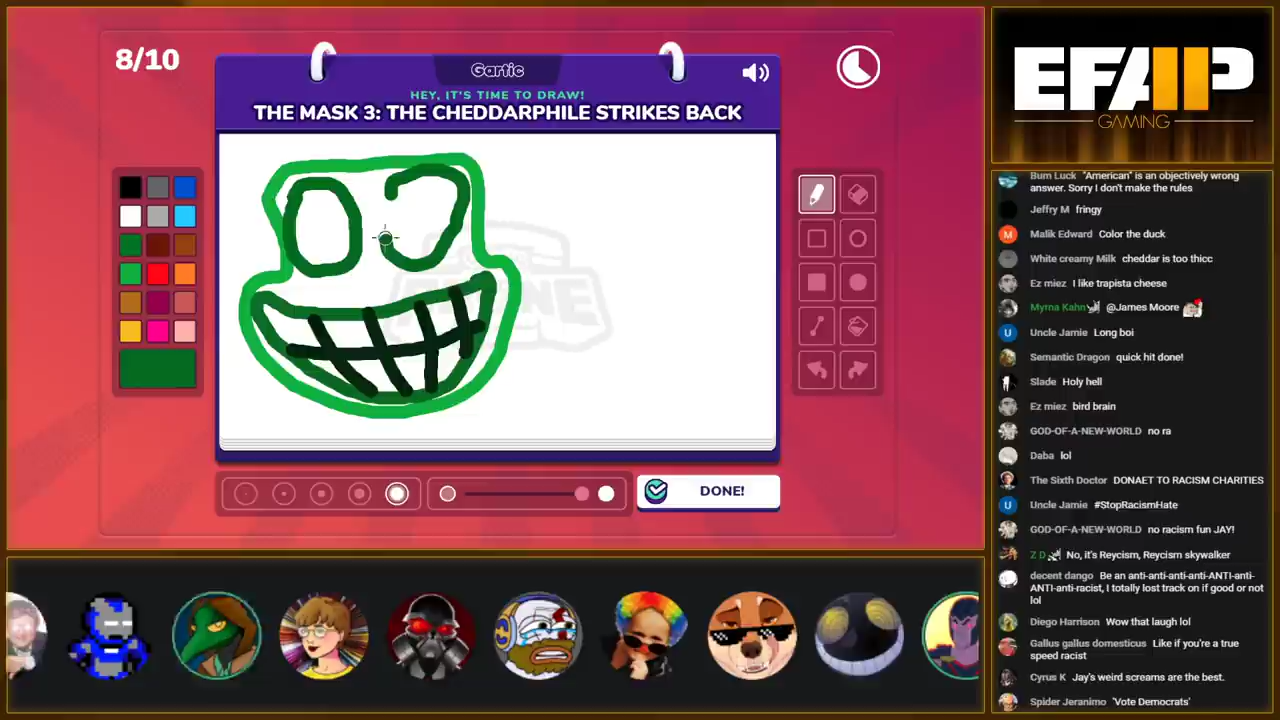 8/10
Gartic
HEY, IT'S TIME TO DRAW!
THE MASK 3: THE CHEDDARPHILE STRIKES BACK
DONE!
EFAP
GAMING
Bum Luck "American" is an objectively wrong
answer. Sorry I don't make the rules
Jeffry M fringy
Malik Edward Color the duck
White creamy Milk cheddar is too thicc
Ez miez I like trapista cheese
Myrna Kahn @James Moore
Uncle Jamie Long boi
Semantic Dragon quick hit done!
Slade Holy hell
Ez miez bird brain
GOD-OF-A-NEW-WORLD no ra
Daba lol
The Sixth Doctor DONAET TO RACISM CHARITIES
Uncle Jamie #StopRacismHate
GOD-OF-A-NEW-WORLD no racism fun JAY!
Z D No, it's Reycism, Reycism skywalker
decent dango Be an anti-anti-anti-anti-ANTI-anti-
ANTI-anti-racist, I totally lost track on if good or not
lol
Diego Harrison Wow that laugh lol
Gallus gallus domesticus Like if you're a true
speed racist
Cyrus K Jay's weird screams are the best.
Spider Jeranimo 'Vote Democrats'